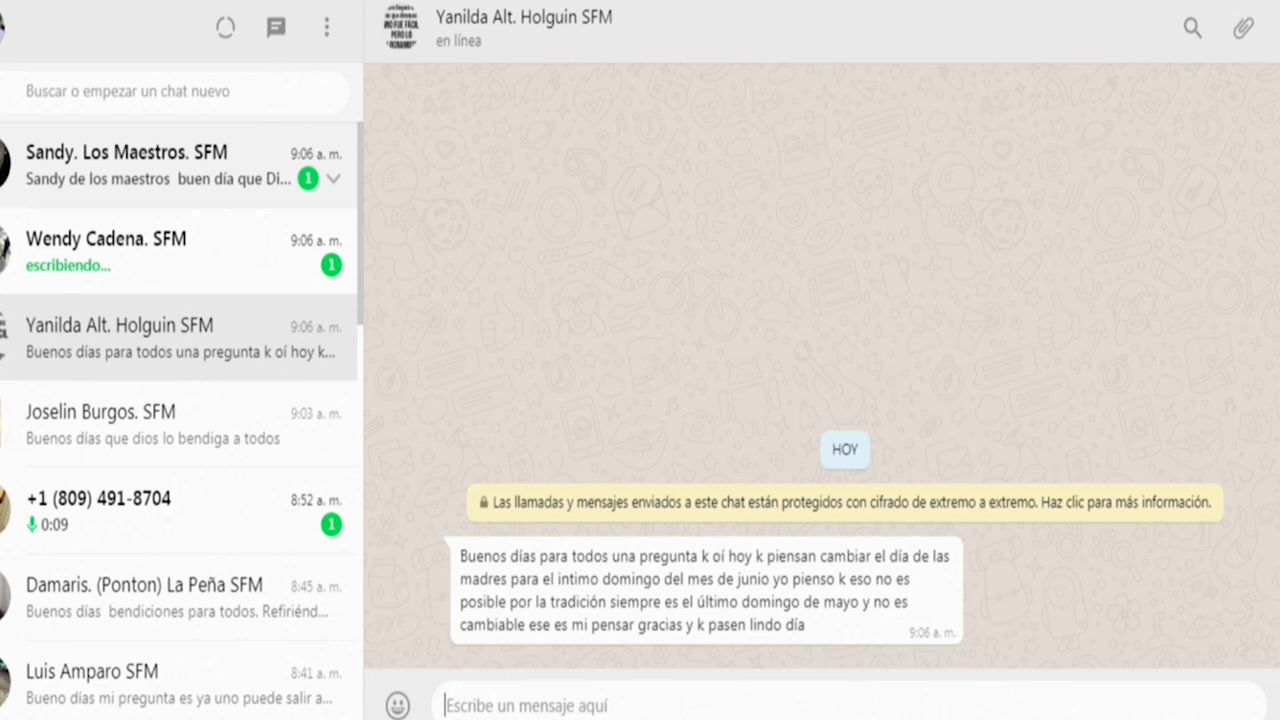 Buscar o empezar un chat nuevo
Sandy. Los Maestros. SFM
9:06 a. m.
Sandy de los maestros buen día que Di...
1
Wendy Cadena. SFM
9:06 a. m.
escribiendo...
1
Yanilda Alt. Holguin SFM
9:06 a. m.
Buenos días para todos una pregunta k oí hoy k...
Joselin Burgos. SFM
9:03 a. m.
Buenos días que dios lo bendiga a todos
+1 (809) 491-8704
8:52 a. m.
0:09
1
Damaris. (Ponton) La Peña SFM
8:45 a. m.
Buenos días bendiciones para todos. Refiriénd...
Luis Amparo SFM
8:41 a. m.
Bueno días mi pregunta es ya uno puede salir a...
NO FUE FÁCIL
PERO LO
Yanilda Alt. Holguin SFM
en línea
HOY
Las llamadas y mensajes enviados a este chat están protegidos con cifrado de extremo a extremo. Haz clic para más información.
Buenos días para todos una pregunta k oí hoy k piensan cambiar el día de las
madres para el intimo domingo del mes de junio yo pienso k eso no es
posible por la tradición siempre es el último domingo de mayo y no es
cambiable ese es mi pensar gracias y k pasen lindo día
9:06 a. m.
Escribe un mensaje aquí